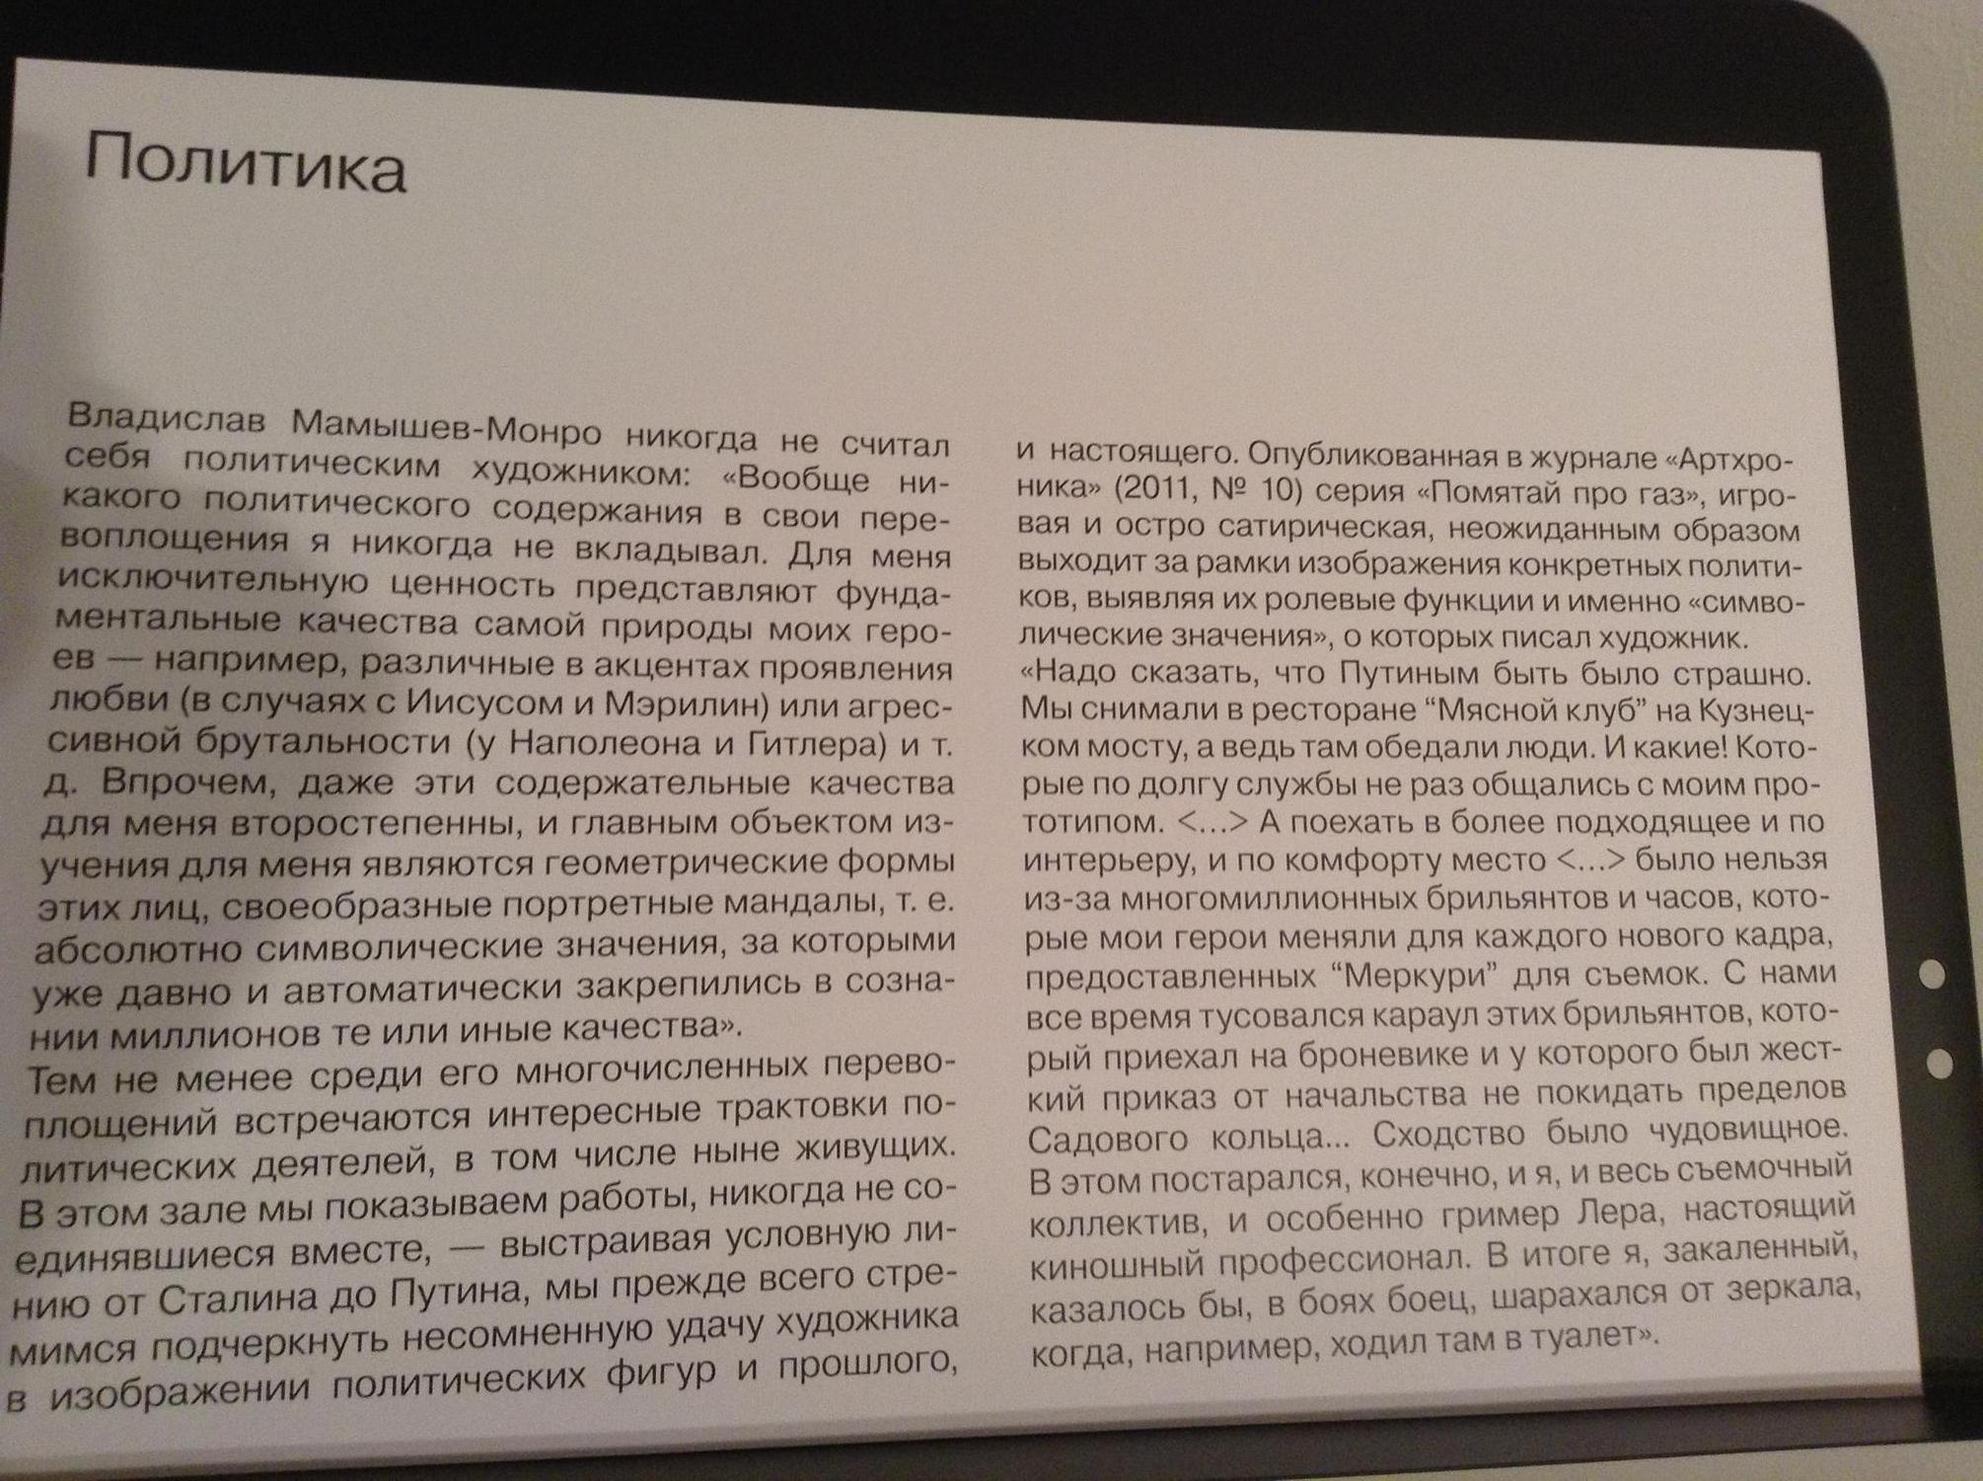 Политика
Владислав Мамышев-Монро никогда не считал
себя политическим художником: «Вообще ни-
какого политического содержания в свои пере-
воплощения я никогда не вкладывал. Для меня
исключительную ценность представляют фунда-
ментальные качества самой природы моих геро-
ев — например, различные в акцентах проявления
любви (в случаях с Иисусом и Мэрилин) или агрес-
сивной брутальности (у Наполеона и Гитлера) и т.
д. Впрочем, даже эти содержательные качества
для меня второстепенны, и главным объектом из-
учения для меня являются геометрические формы
этих лиц, своеобразные портретные мандалы, т. е.
абсолютно символические значения, за которыми
уже давно и автоматически закрепились в созна-
нии миллионов те или иные качества».
Тем не менее среди его многочисленных перево-
площений встречаются интересные трактовки по-
литических деятелей, в том числе ныне живущих.
В этом зале мы показываем работы, никогда не со-
единявшиеся вместе, — выстраивая условную ли-
нию от Сталина до Путина, мы прежде всего стре-
мимся подчеркнуть несомненную удачу художника
в изображении политических фигур и прошлого,
и настоящего. Опубликованная в журнале «Артхро-
ника» (2011, № 10) серия «Помятай про газ», игро-
вая и остро сатирическая, неожиданным образом
выходит за рамки изображения конкретных полити-
ков, выявляя их ролевые функции и именно «симво-
лические значения», о которых писал художник.
«Надо сказать, что Путиным быть было страшно.
Мы снимали в ресторане “Мясной клуб” на Кузнец-
ком мосту, а ведь там обедали люди. И какие! Кото-
рые по долгу службы не раз общались с моим про-
тотипом. <...> А поехать в более подходящее и по
интерьеру, и по комфорту место <...> было нельзя
из-за многомиллионных брильянтов и часов, кото-
рые мои герои меняли для каждого нового кадра,
предоставленных “Меркури” для съемок. С нами
все время тусовался караул этих брильянтов, кото-
рый приехал на броневике и у которого был жест-
кий приказ от начальства не покидать пределов
Садового кольца... Сходство было чудовищное.
В этом постарался, конечно, и я, и весь съемочный
коллектив, и особенно гример Лера, настоящий
киношный профессионал. В итоге я, закаленный,
казалось бы, в боях боец, шарахался от зеркала,
когда, например, ходил там в туалет».